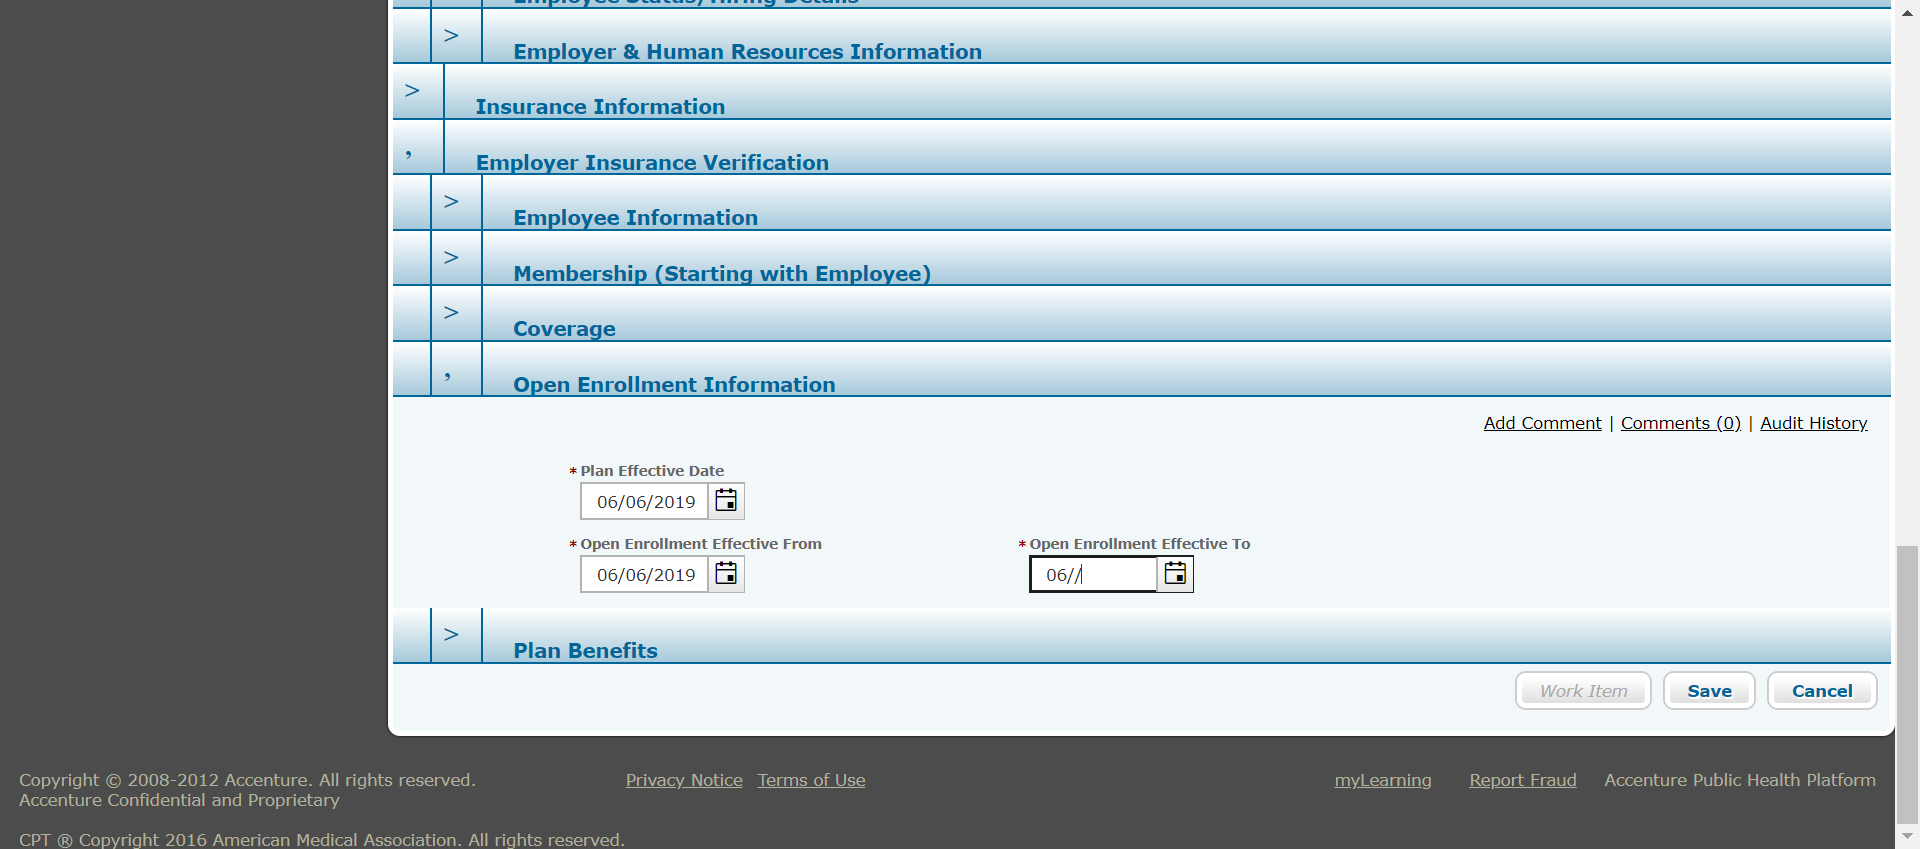 Employee Status/Hiring Details
>
Employer & Human Resources Information
>
Insurance Information
,
Employer Insurance Verification
>
Employee Information
>
Membership (Starting with Employee)
>
Coverage
,
Open Enrollment Information
Add Comment | Comments (0) | Audit History
* Plan Effective Date
06/06/2019
* Open Enrollment Effective From * Open Enrollment Effective To
06/06/2019 06//
>
Plan Benefits
Work Item Save Cancel
Copyright © 2008-2012 Accenture. All rights reserved. Privacy Notice Terms of Use myLearning Report Fraud Accenture Public Health Platform
Accenture Confidential and Proprietary
CPT ® Copyright 2016 American Medical Association. All rights reserved.